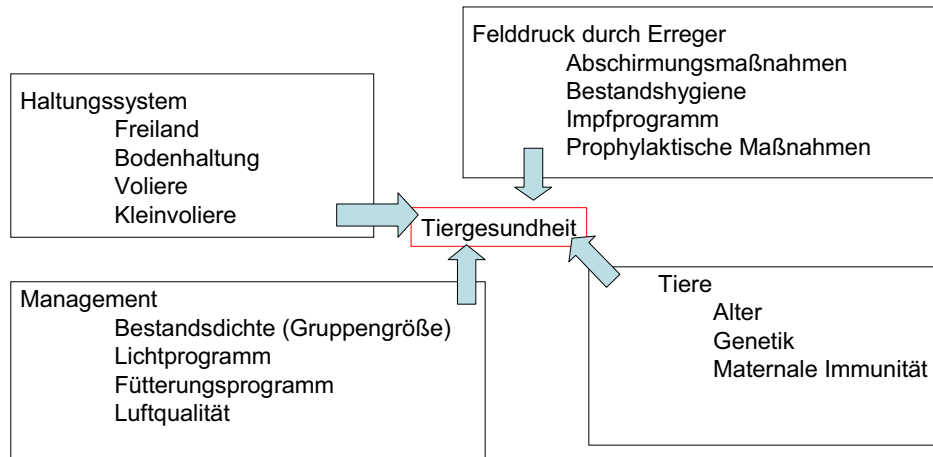 Felddruck durch Erreger
Abschirmungsmaßnahmen
Bestandshygiene
Impfprogramm
Prophylaktische Maßnahmen
Haltungssystem
Freiland
Bodenhaltung
Voliere
Kleinvoliere
Tiergesundheit
Management
Bestandsdichte (Gruppengröße)
Lichtprogramm
Fütterungsprogramm
Luftqualität
Tiere
Alter
Genetik
Maternale Immunität